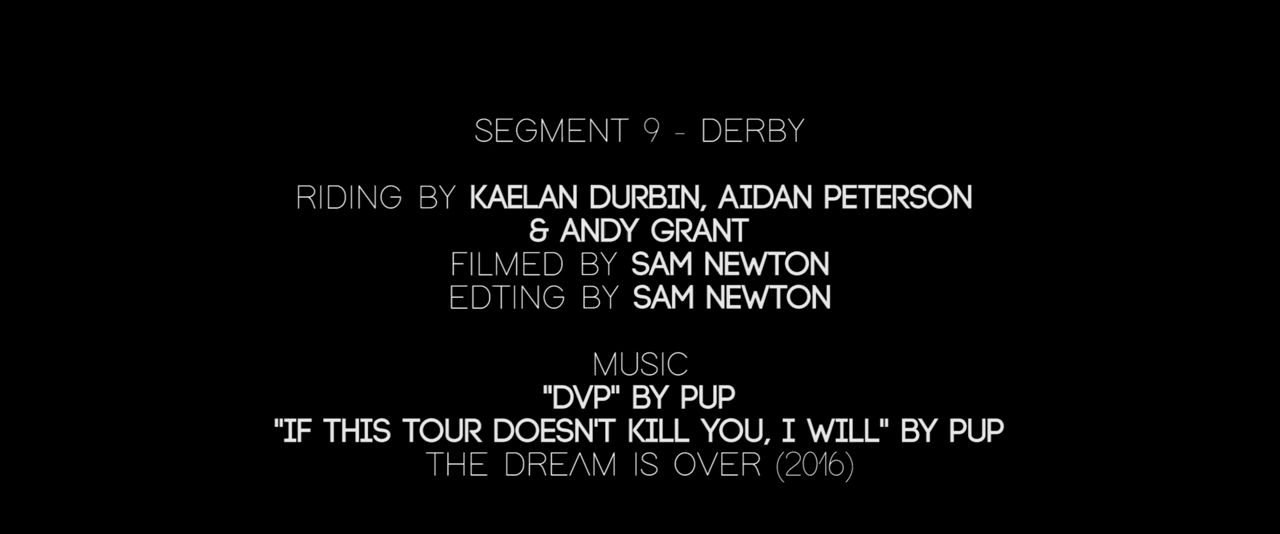 SEGMENT 9 - DERBY
RIDING BY KAELAN DURBIN, AIDAN PETERSON
& ANDY GRANT
FILMED BY SAM NEWTON
EDTING BY SAM NEWTON
MUSIC
"DVP" BY PUP
"IF THIS TOUR DOESN'T KILL YOU, I WILL" BY PUP
THE DREAM IS OVER (2016)